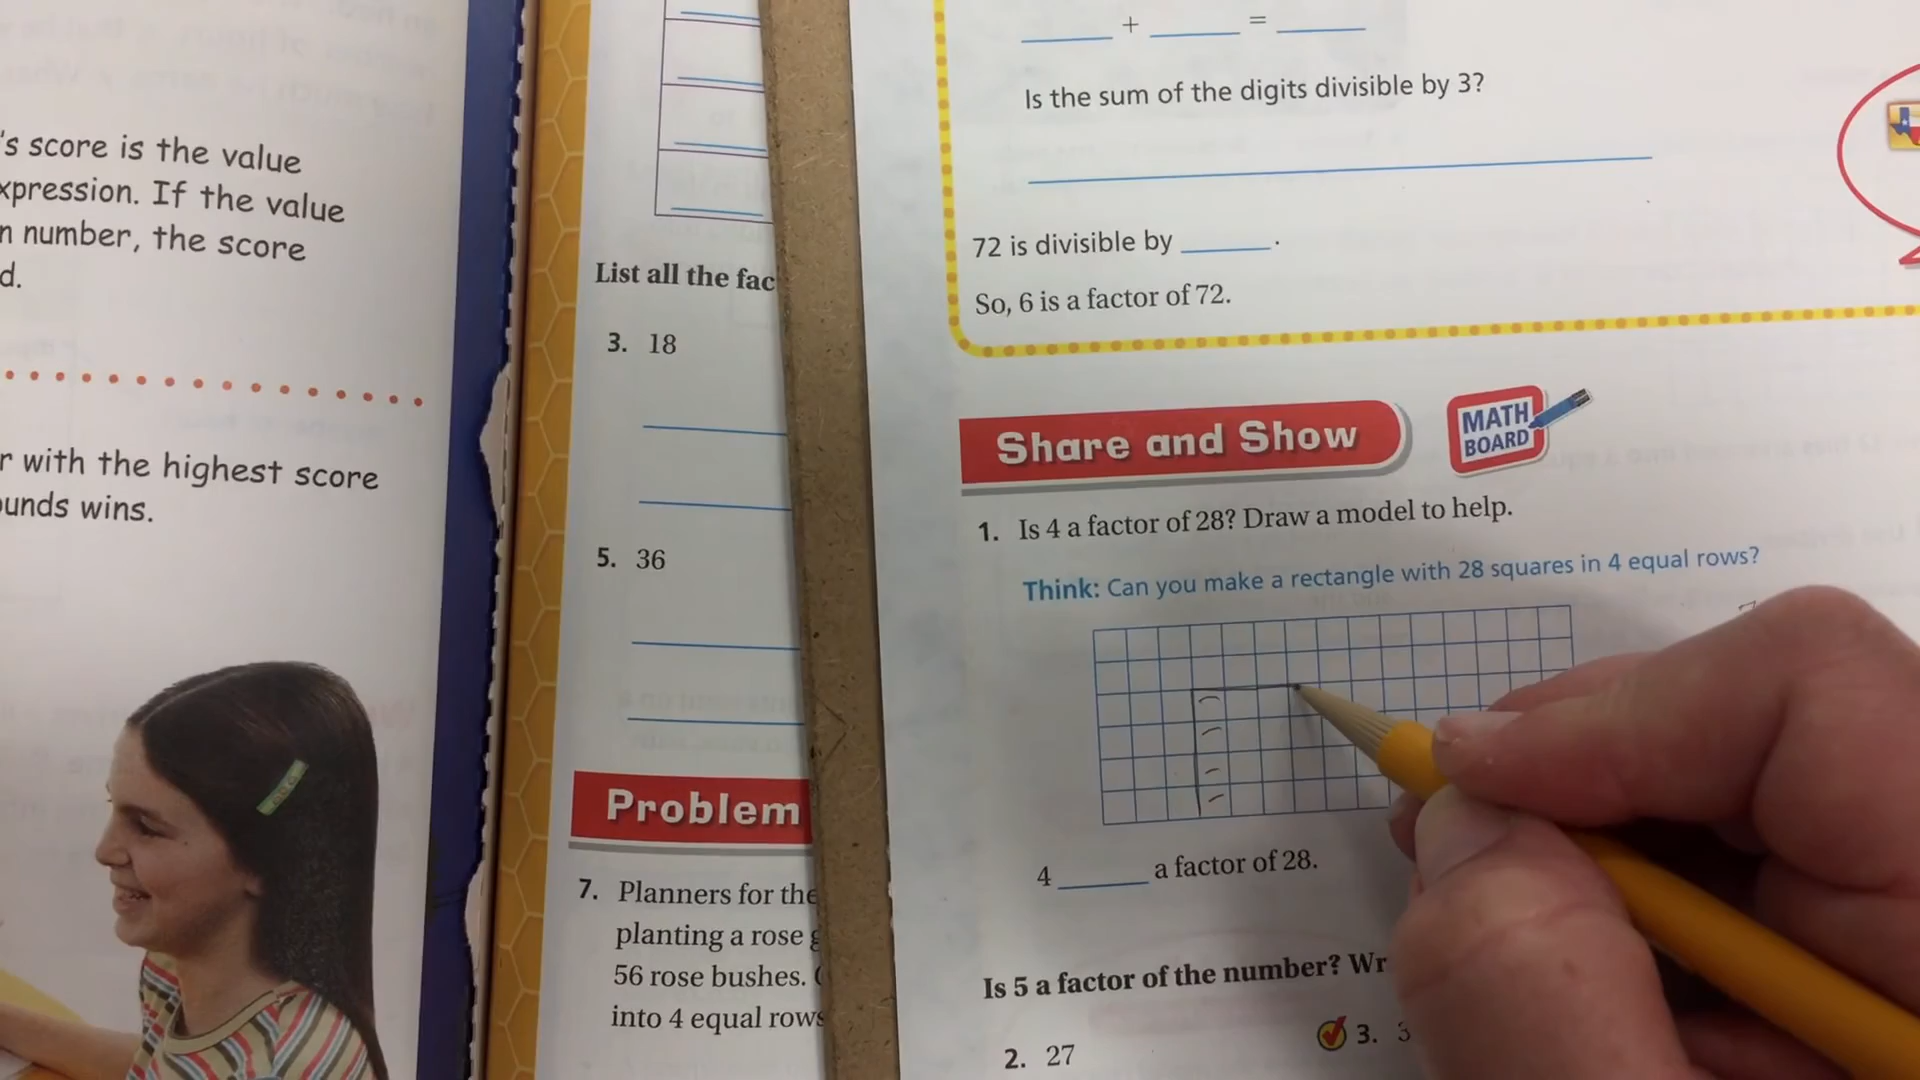 's score is the value
xpression. If the value
n number, the score
d.
r with the highest score
ounds wins.
List all the fac
3. 18
5. 36
Problem
7. Planners for the
planting a rose g
56 rose bushes. (
into 4 equal rows
+ =
Is the sum of the digits divisible by 3?
72 is divisible by ______.
So, 6 is a factor of 72.
Share and Show
MATH
BOARD
1. Is 4 a factor of 28? Draw a model to help.
Think: Can you make a rectangle with 28 squares in 4 equal rows?
4 ______ a factor of 28.
Is 5 a factor of the number? Wr
2. 27
3. 3